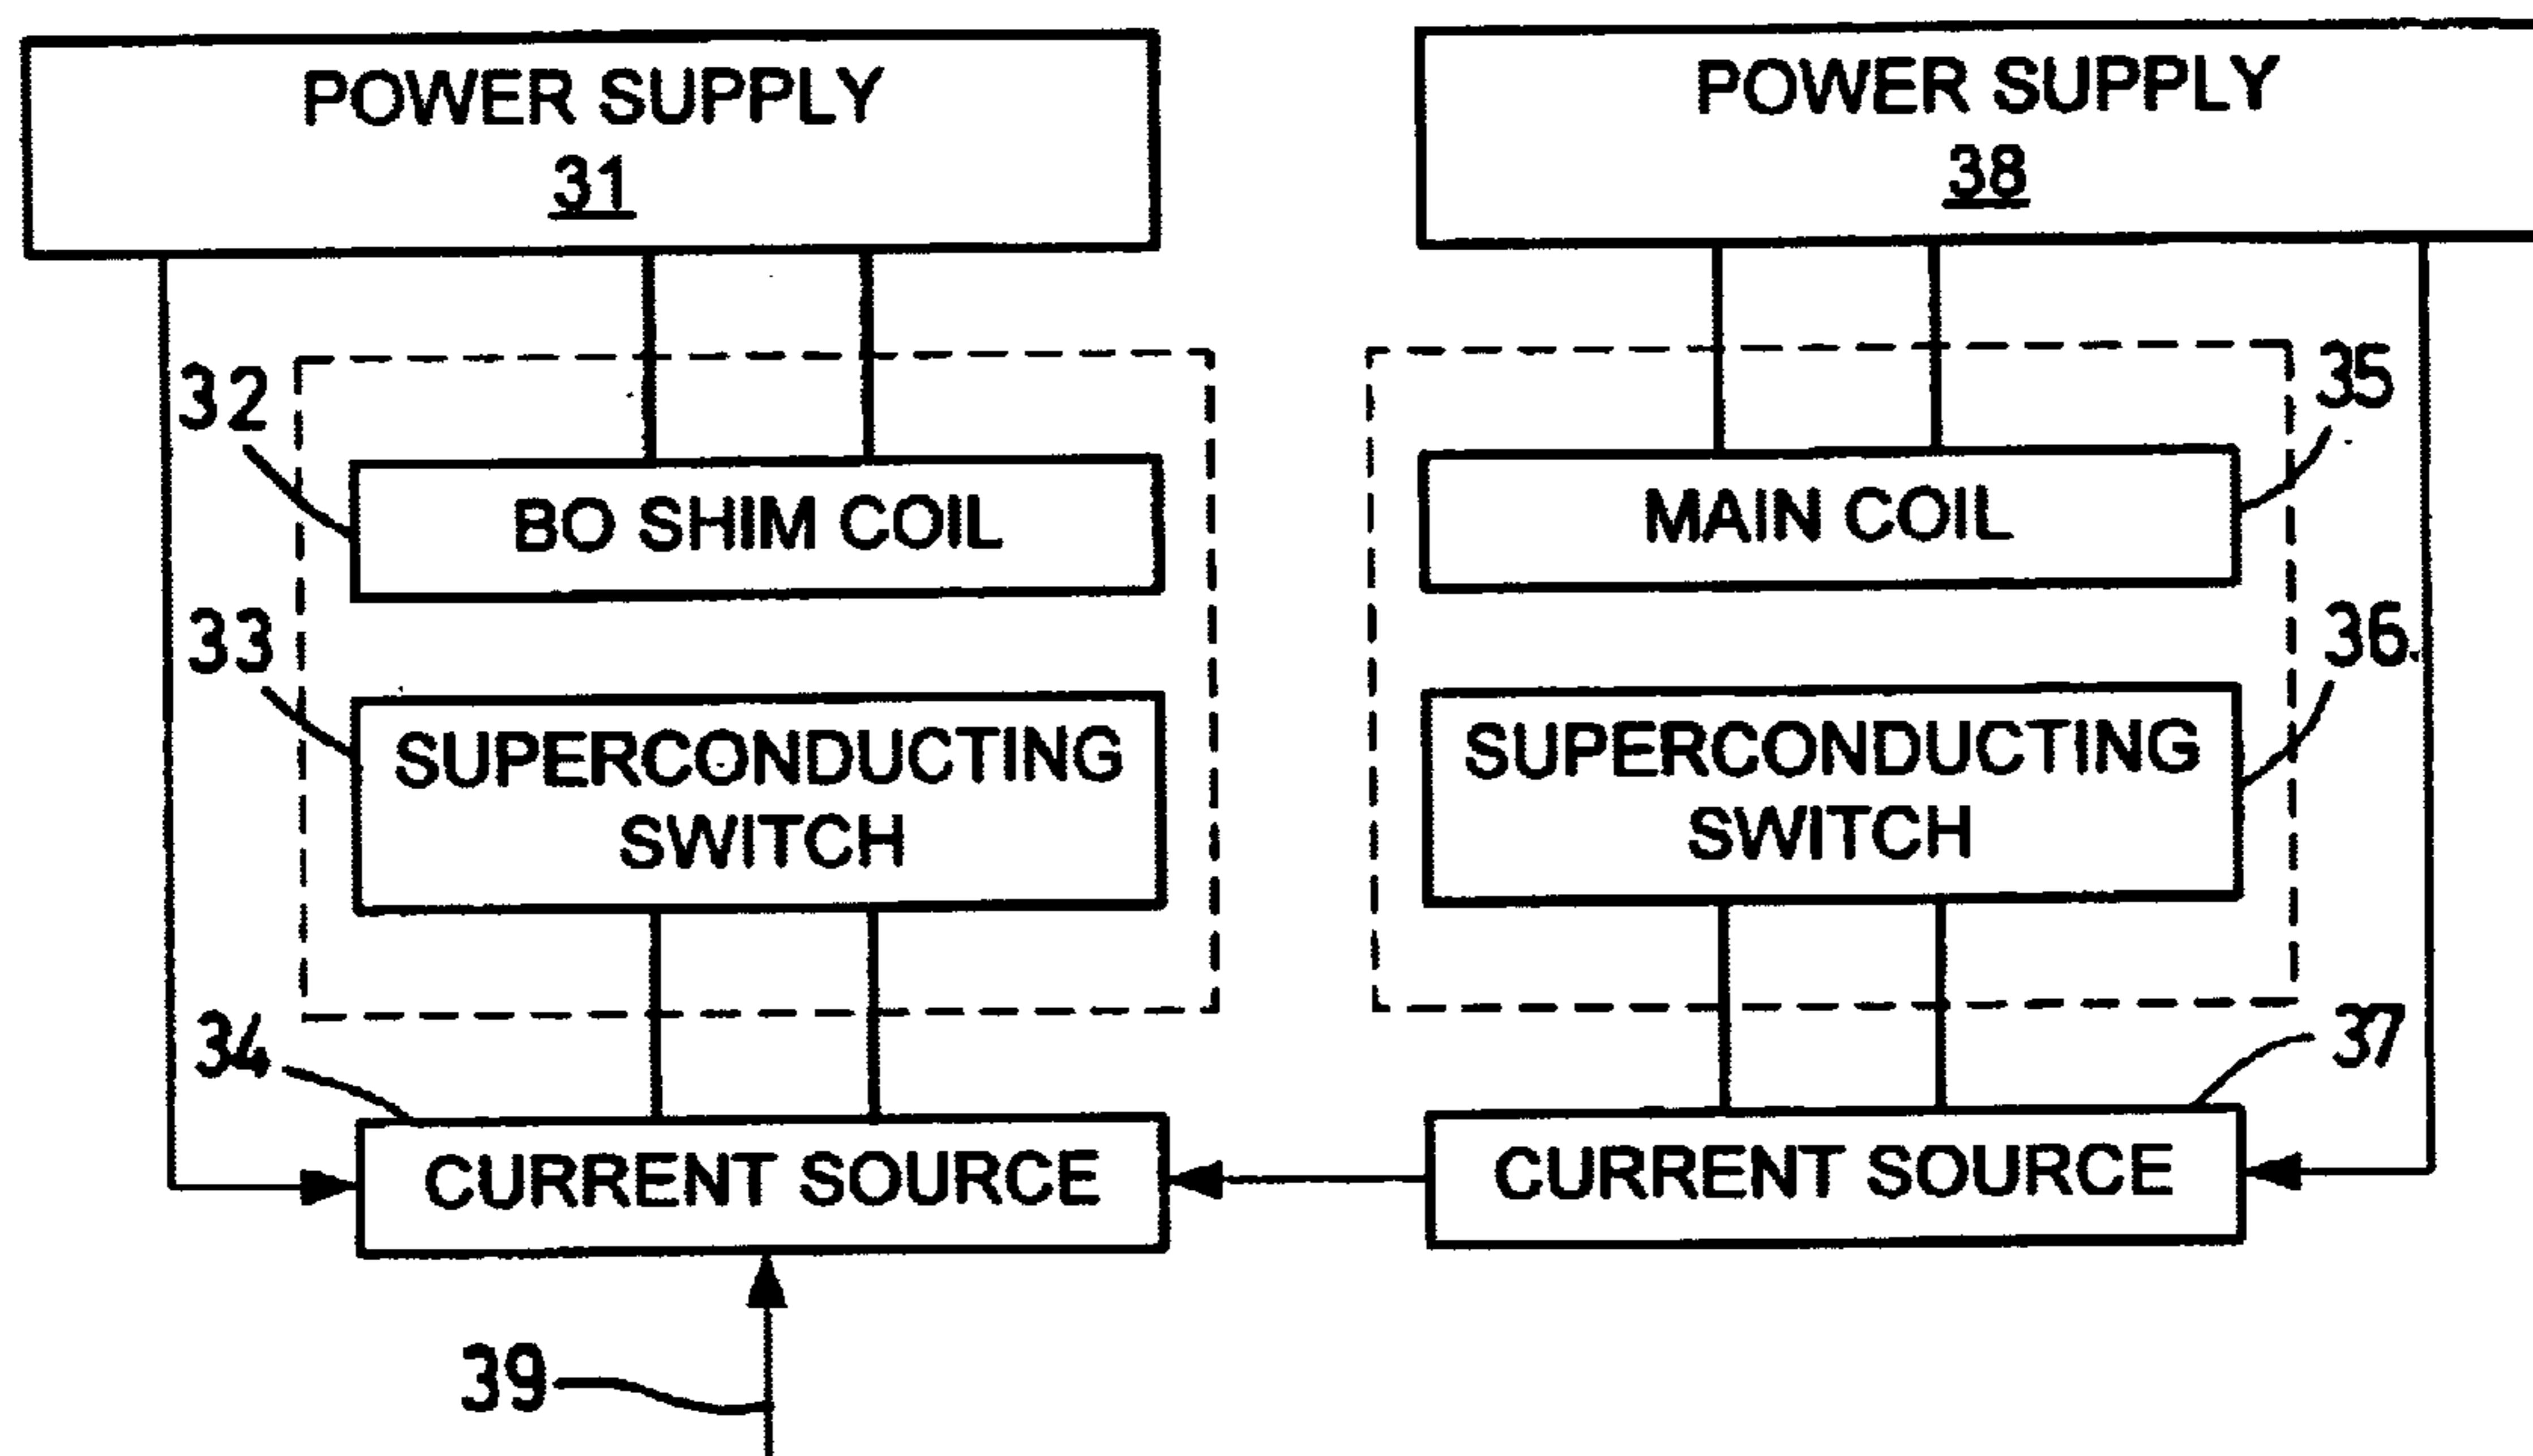 POWER SUPPLY
31
POWER SUPPLY
38
32
BO SHIM COIL
MAIN COIL
35
33
SUPERCONDUCTING
SWITCH
SUPERCONDUCTING
SWITCH
36
34
CURRENT SOURCE
CURRENT SOURCE
37
39